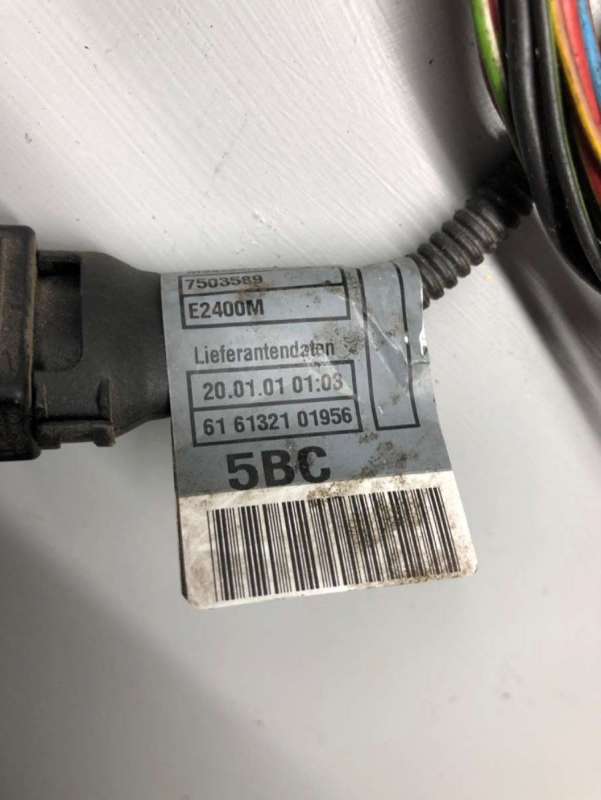 7503589
E2400M
Lieferantendaten
20.01.01 01:03
61 61321 01956
5BC